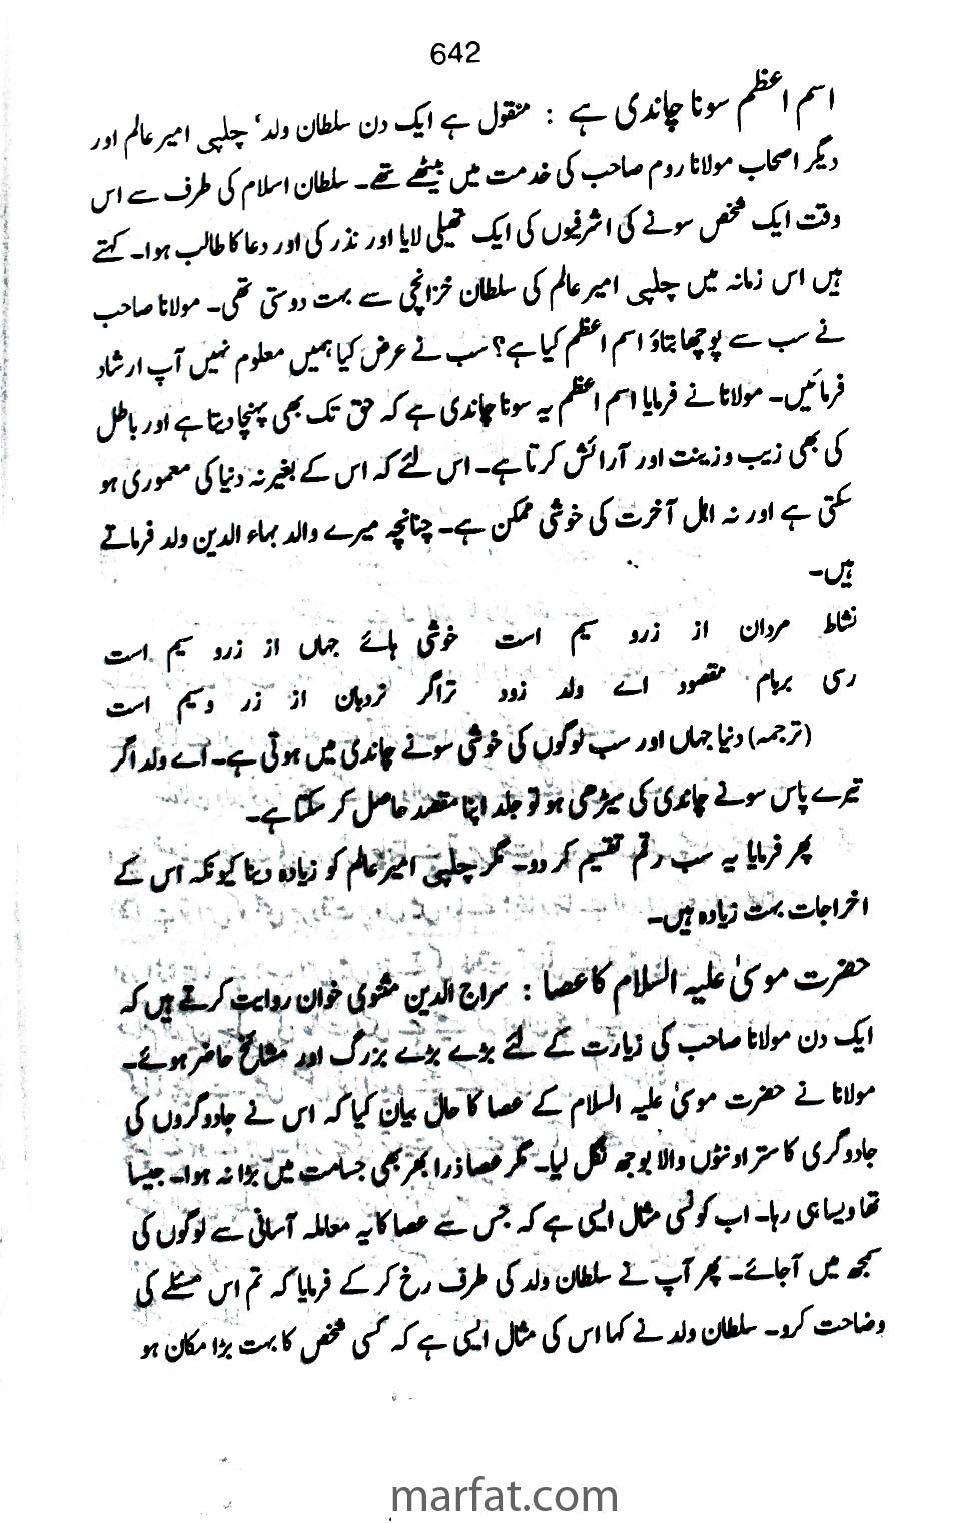 642
اسم اعظم سونا چاندی ہے : منقول ہے ایک دن سلطان ولد‘ چلپی امیر عالم اور
دیگر اصحاب مولانا روم صاحب کی خدمت میں بیٹھے تھے۔ سلطان اسلام کی طرف سے اس
وقت ایک شخص سونے کی اشرفیوں کی ایک تھیلی لایا اور نذر کی اور دعا کا طالب ہوا۔ کہتے
ہیں اس زمانہ میں چلپی امیر عالم کی سلطان خزانچی سے بہت دوستی تھی۔ مولانا صاحب
نے سب سے پوچھا بتاؤ اسم اعظم کیا ہے؟ سب نے عرض کیا ہمیں معلوم نہیں آپ ارشاد
فرمائیں۔ مولانا نے فرمایا اسم اعظم یہ سونا چاندی ہے کہ حق تک بھی پہنچا دیتا ہے اور باطل
کی بھی زیب و زینت اور آرائش کرتا ہے۔ اس لئے کہ اس کے بغیر نہ دنیا کی معموری ہو
سکتی ہے اور نہ اہل آخرت کی خوشی ممکن ہے۔ چنانچہ میرے والد بہاء الدین ولد فرماتے
ہیں۔
نشاط مردان از زرو سیم است خوشی ہائے جہاں از زرو سیم است
رسی بربام مقصود اے ولد زود تراگر نردبان از زر وسیم است
(ترجمہ) دنیا جہاں اور سب لوگوں کی خوشی سونے چاندی میں ہوتی ہے۔ اے ولد اگر
تیرے پاس سونے چاندی کی سیڑھی ہو تو جلد اپنا مقصد حاصل کر سکتا ہے۔
پھر فرمایا یہ سب رقم تقسیم کر دو۔ مگر چلپی امیر عالم کو زیادہ دینا کیونکہ اس کے
اخراجات بہت زیادہ ہیں۔
حضرت موسیٰ علیہ السلام کا عصا : سراج الدین مثنوی خوان روایت کرتے ہیں کہ
ایک دن مولانا صاحب کی زیارت کے لئے بڑے بڑے بزرگ اور مشائخ حاضر ہوئے۔
مولانا نے حضرت موسیٰ علیہ السلام کے عصا کا حال بیان کیا کہ اس نے جادوگروں کی
جادوگری کا ستر اونٹوں والا بوجھ نگل لیا۔ مگر عصا ذرا بھر بھی جسامت میں بڑا نہ ہوا۔ جیسا
تھا ویسا ہی رہا۔ اب کونسی مثال ایسی ہے کہ جس سے عصا کا یہ معاملہ آسانی سے لوگوں کی
سمجھ میں آجائے۔ پھر آپ نے سلطان ولد کی طرف رخ کر کے فرمایا کہ تم اس مسئلے کی
وضاحت کرو۔ سلطان ولد نے کہا اس کی مثال ایسی ہے کہ کسی شخص کا بہت بڑا مکان ہو
marfat.com